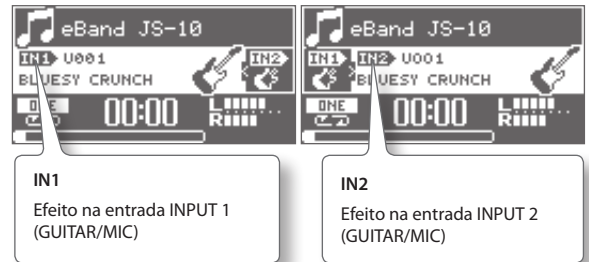 eBand JS-10
IN1 U001 IN2
BLUESY CRUNCH
ONE 00:00 L
R
IN1
Efeito na entrada INPUT 1
(GUITAR/MIC)
eBand JS-10
IN1 IN2 U001
BLUESY CRUNCH
ONE 00:00 L
R
IN2
Efeito na entrada INPUT 2
(GUITAR/MIC)